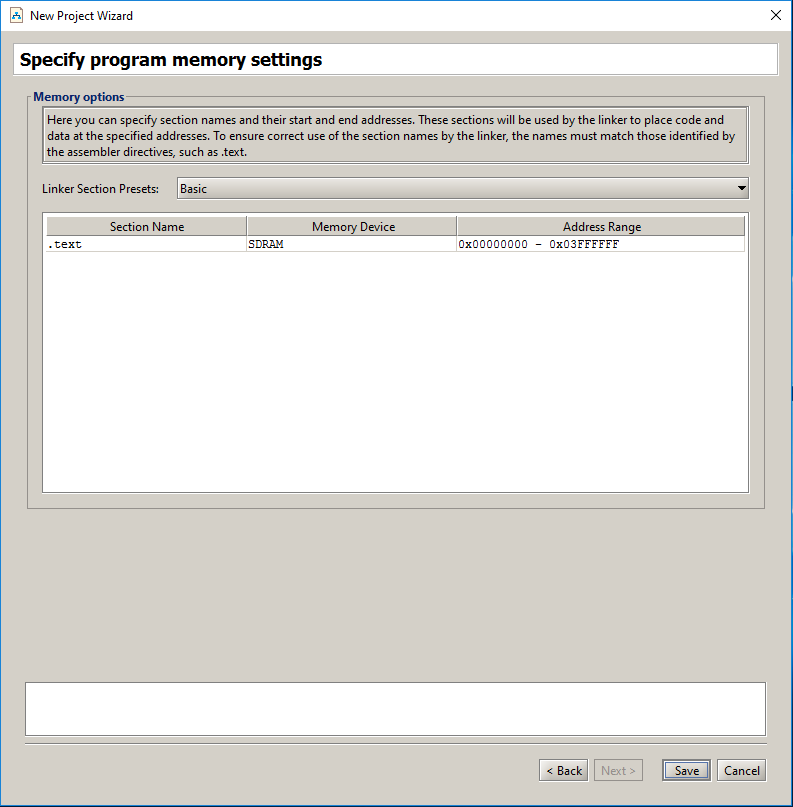 New Project Wizard
Specify program memory settings
Memory options
Here you can specify section names and their start and end addresses. These sections will be used by the linker to place code and
data at the specified addresses. To ensure correct use of the section names by the linker, the names must match those identified by
the assembler directives, such as .text.
Linker Section Presets: Basic
Section Name Memory Device Address Range
.text SDRAM 0x00000000 - 0x03FFFFFF
< Back Next > Save Cancel